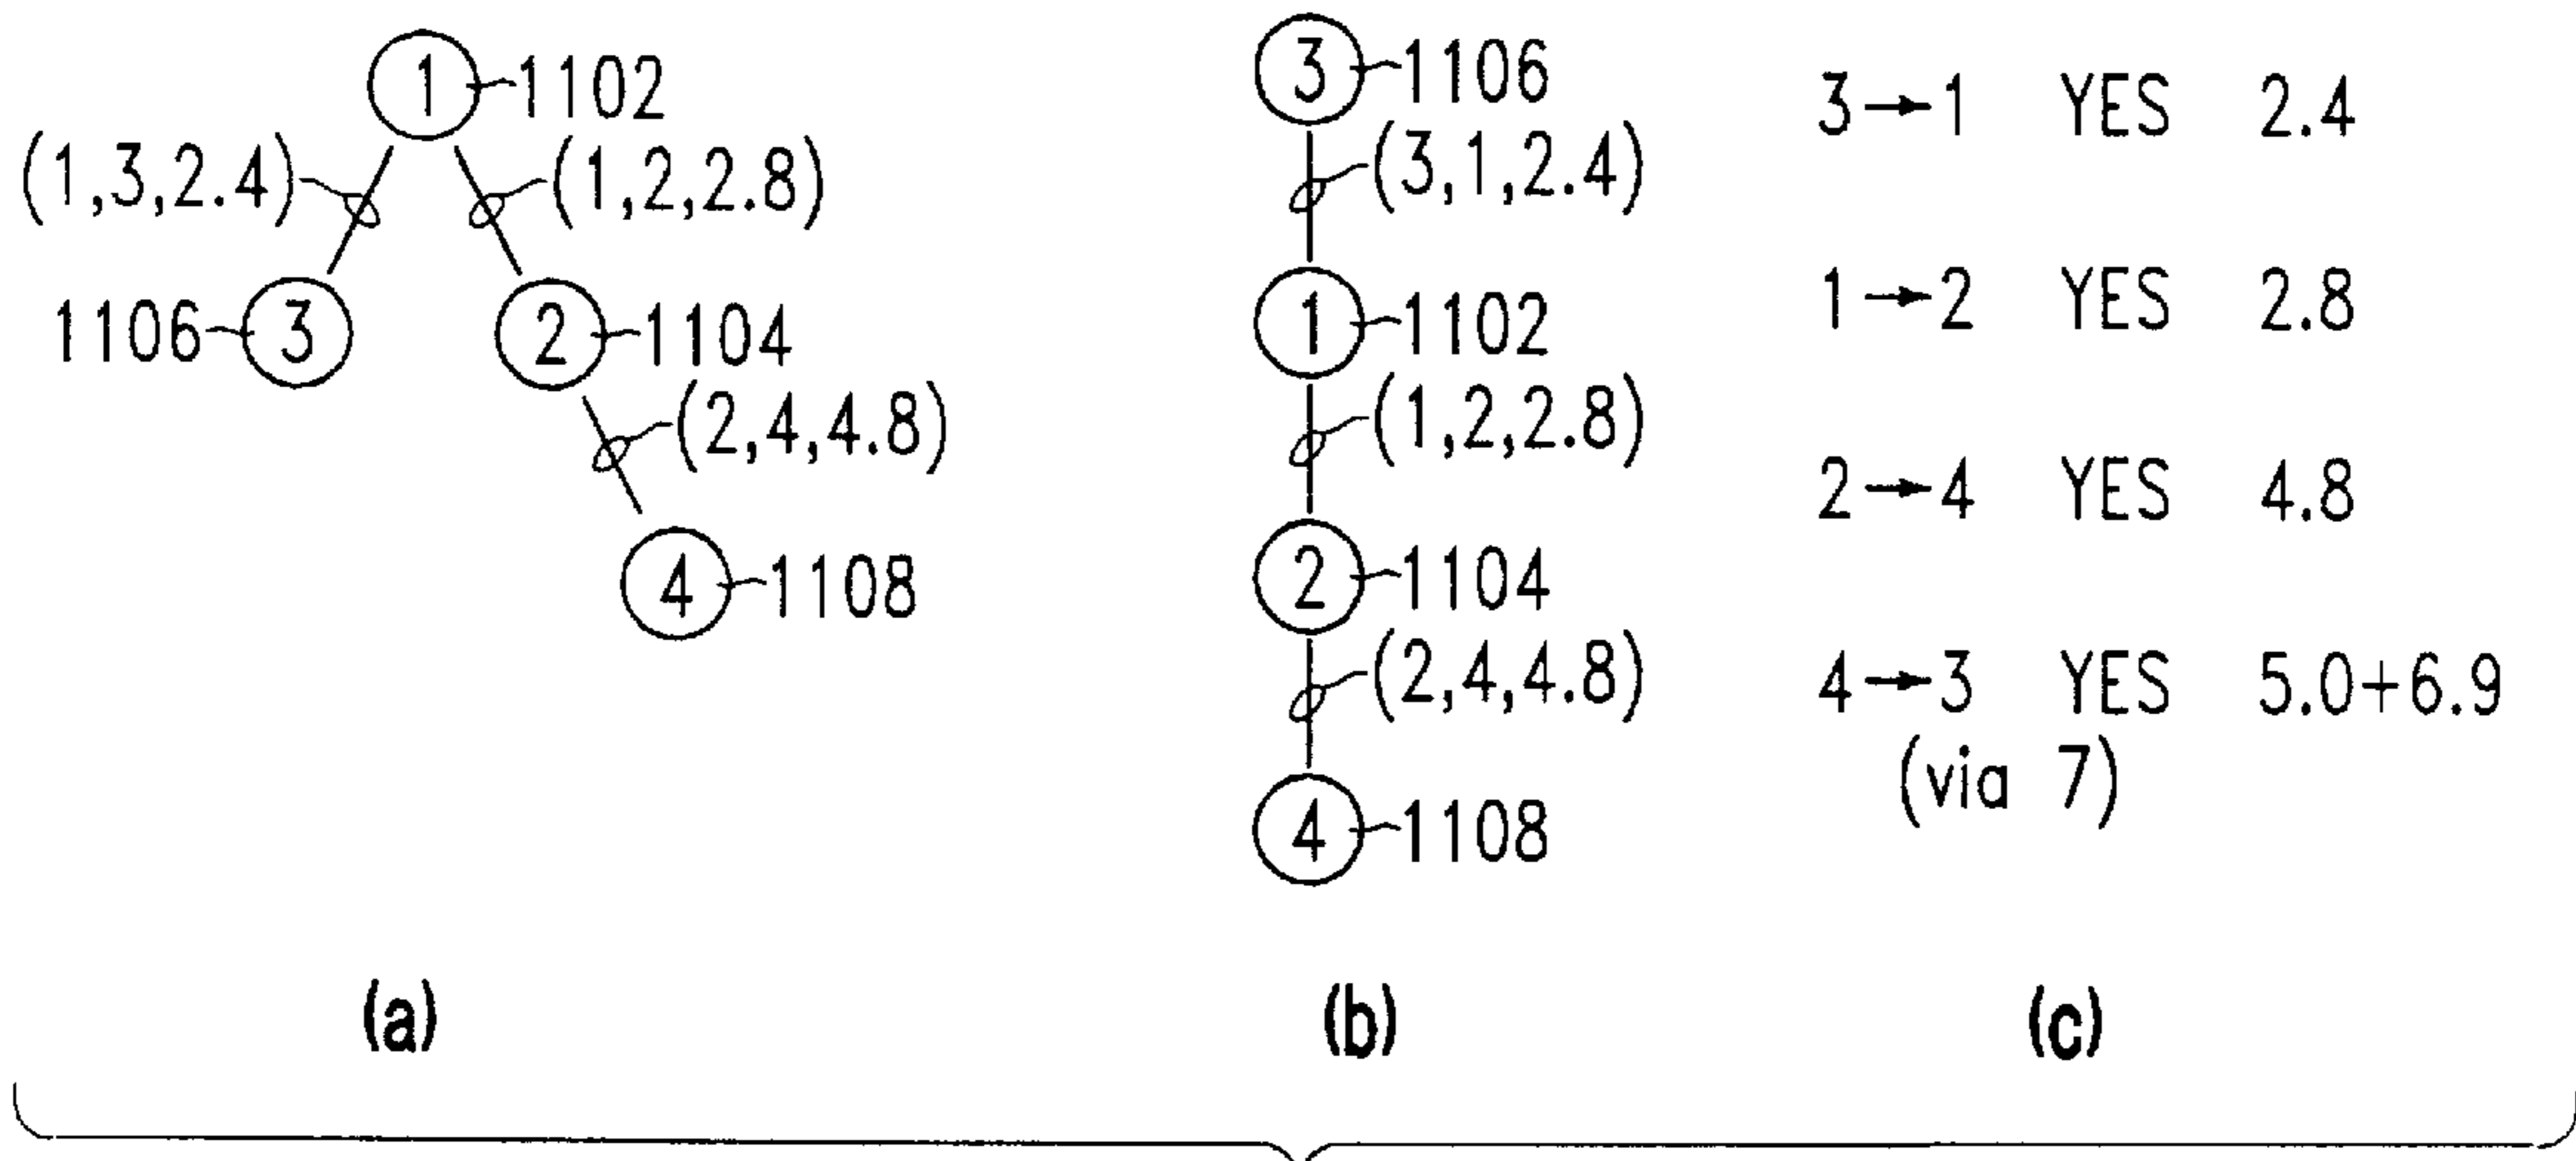 1 1102
(1,3,2.4) (1,2,2.8)
1106 3 2 1104
(2,4,4.8)
4 1108
(a)
3 1106
(3,1,2.4)
1 1102
(1,2,2.8)
2 1104
(2,4,4.8)
4 1108
(b)
3→1 YES 2.4
1→2 YES 2.8
2→4 YES 4.8
4→3 YES 5.0+6.9
(via 7)
(c)